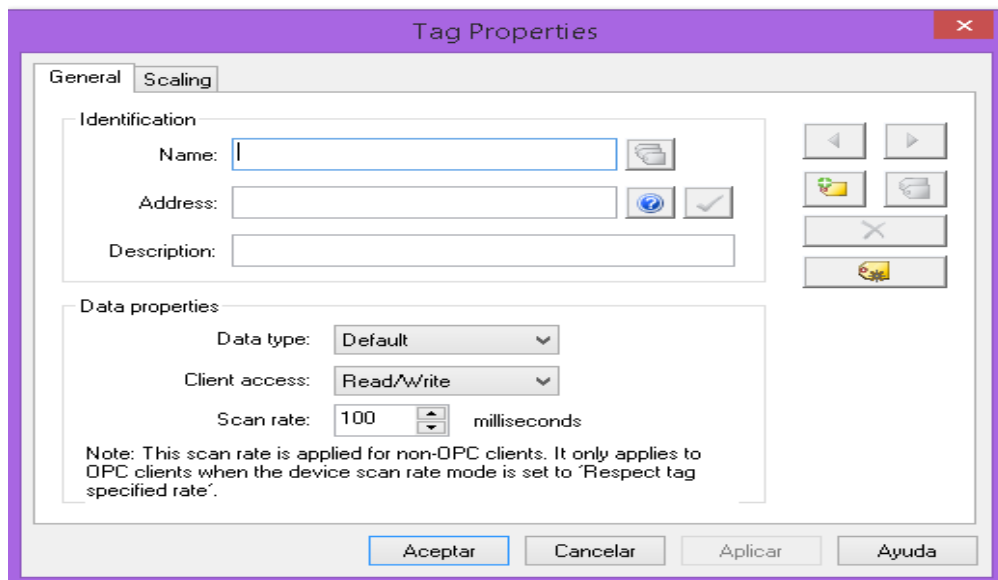 Tag Properties
General Scaling
Identification
Name:
Address:
Description:
Data properties
Data type: Default
Client access: Read/Write
Scan rate: 100 milliseconds
Note: This scan rate is applied for non-OPC clients. It only applies to
OPC clients when the device scan rate mode is set to ´Respect tag
specified rate´.
Aceptar Cancelar Aplicar Ayuda